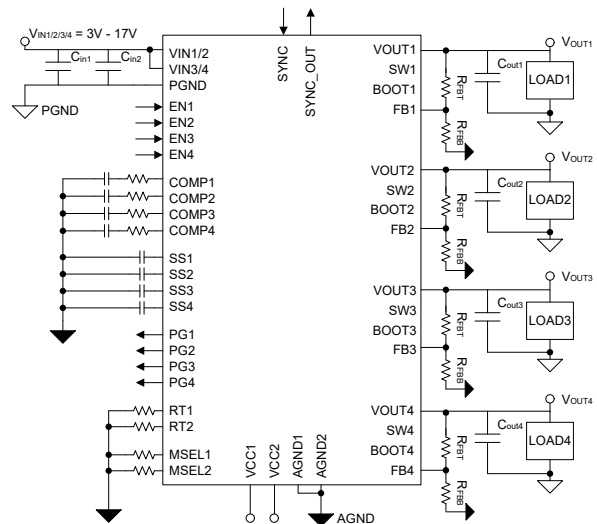 VIN1/2/3/4 = 3V - 17V
Cin1
Cin2
PGND
VIN1/2
VIN3/4
PGND
EN1
EN2
EN3
EN4
COMP1
COMP2
COMP3
COMP4
SS1
SS2
SS3
SS4
PG1
PG2
PG3
PG4
RT1
RT2
MSEL1
MSEL2
SYNC
SYNC_OUT
VCC1
VCC2
AGND1
AGND2
AGND
VOUT1
SW1
BOOT1
FB1
RFBT
RFBB
Cout1
VOUT1
LOAD1
VOUT2
SW2
BOOT2
FB2
RFBT
RFBB
Cout2
VOUT2
LOAD2
VOUT3
SW3
BOOT3
FB3
RFBT
RFBB
Cout3
VOUT3
LOAD3
VOUT4
SW4
BOOT4
FB4
RFBT
RFBB
Cout4
VOUT4
LOAD4